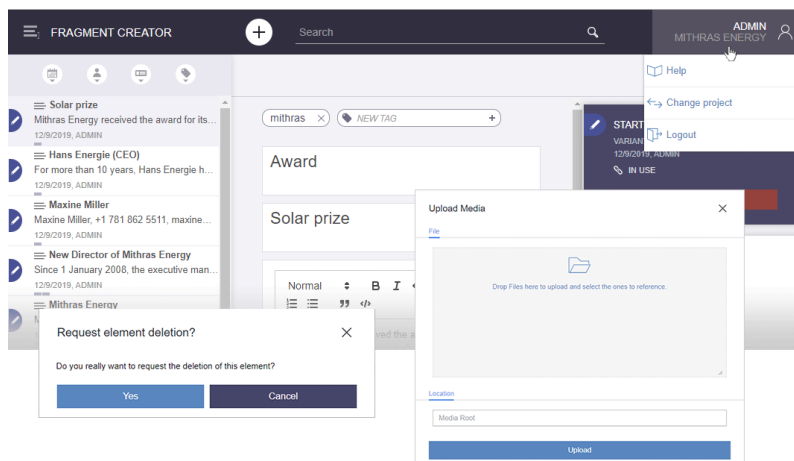 FRAGMENT CREATOR
Search
ADMIN
MITHRAS ENERGY
Help
Change project
Logout
Solar prize
Mithras Energy received the award for its...
12/9/2019, ADMIN
Hans Energie (CEO)
For more than 10 years, Hans Energie h...
12/9/2019, ADMIN
Maxine Miller
Maxine Miller, +1 781 862 5511, maxine...
12/9/2019, ADMIN
New Director of Mithras Energy
Since 1 January 2008, the executive man...
12/9/2019, ADMIN
Mithras Energy
mithras
NEW TAG
Award
Solar prize
Normal
B I
ved the a
START
VARIAN
12/9/2019, ADMIN
IN USE
Request element deletion?
Do you really want to request the deletion of this element?
Yes
Cancel
Upload Media
File
Drop Files here to upload and select the ones to reference.
Location
Media Root
Upload